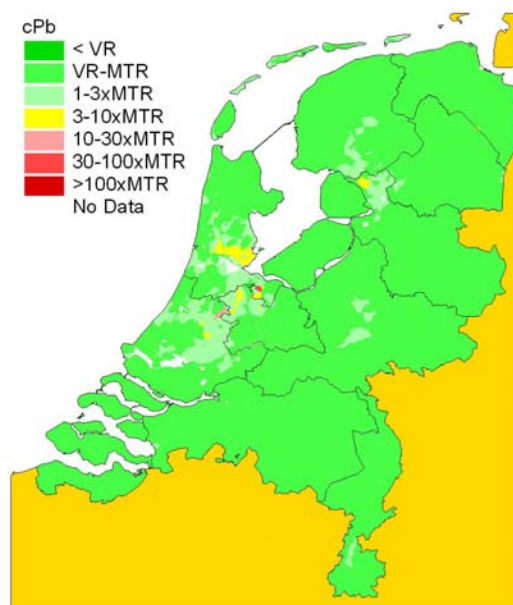 cPb
< VR
VR-MTR
1-3xMTR
3-10xMTR
10-30xMTR
30-100xMTR
>100xMTR
No Data